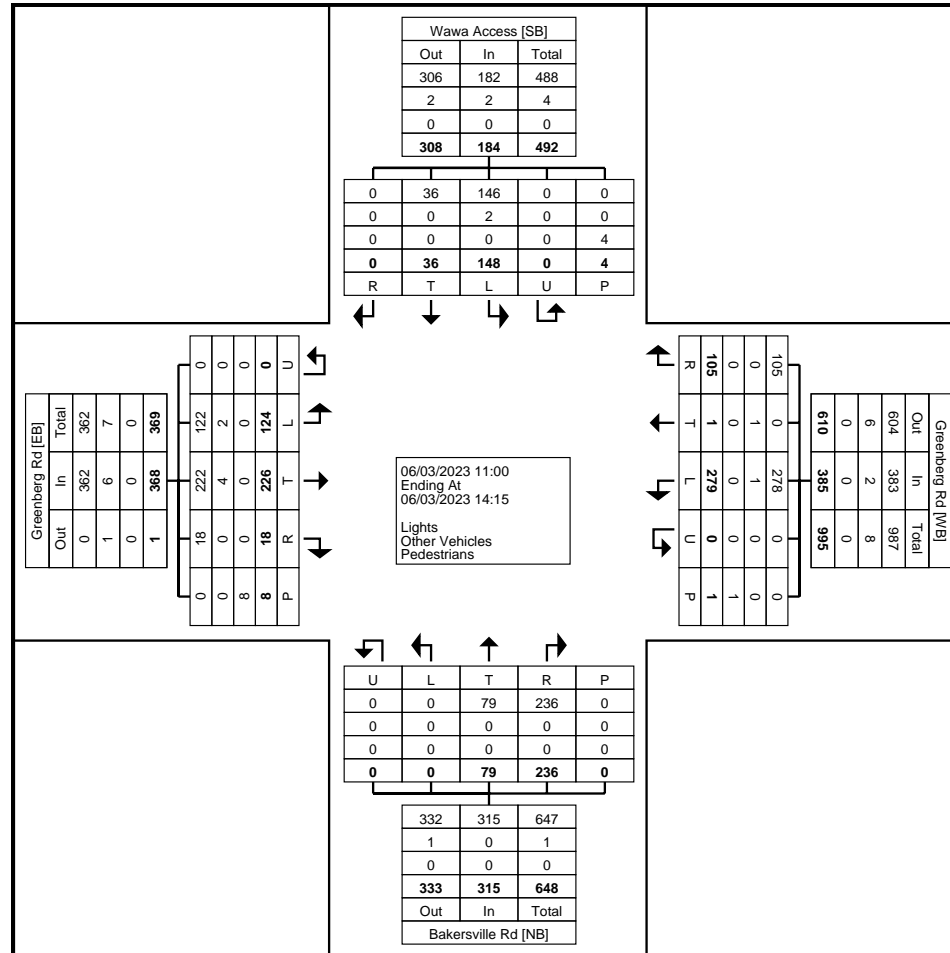 Wawa Access [SB]
Out In Total
306 182 488
2 2 4
0 0 0
308 184 492
0 36 146 0 0
0 0 2 0 0
0 0 0 0 4
0 36 148 0 4
R T L U P
Greenberg Rd [EB]
Total 362 7 0 369
In 362 6 0 368
Out 0 1 0 1
0 0 0 0 U
122 2 0 124 L
222 4 0 226 T
18 0 0 18 R
0 0 8 8 P
06/03/2023 11:00
Ending At
06/03/2023 14:15
Lights
Other Vehicles
Pedestrians
R 105 0 0 105
T 1 0 1 0
L 279 0 1 278
U 0 0 0 0
P 1 1 0 0
610 0 6 604 Out
385 0 2 383 In
995 0 8 987 Total
Greenberg Rd [WB]
U L T R P
0 0 79 236 0
0 0 0 0 0
0 0 0 0 0
0 0 79 236 0
332 315 647
1 0 1
0 0 0
333 315 648
Out In Total
Bakersville Rd [NB]